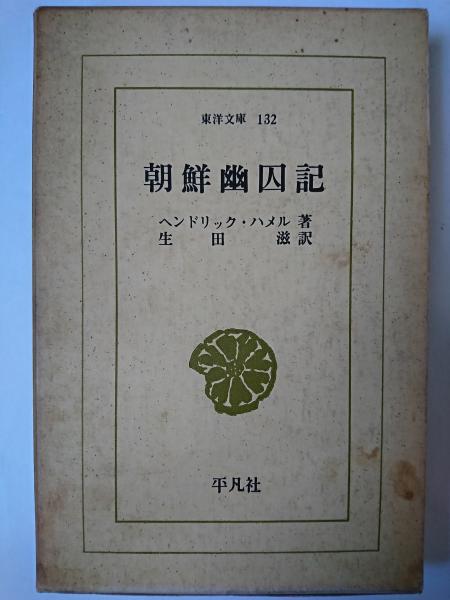 東洋文庫 132
朝鮮幽囚記
ヘンドリック・ハメル 著
生田 滋 訳
平凡社